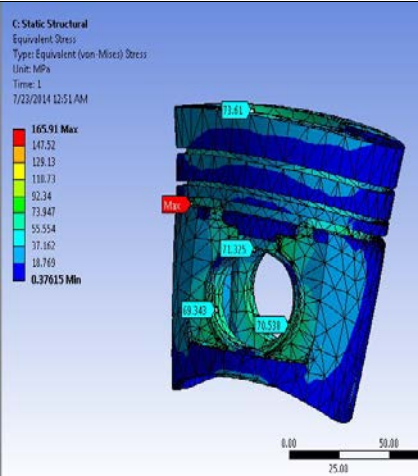 C: Static Structural
Equivalent Stress
Type: Equivalent (von-Mises) Stress
Unit: MPa
Time: 1
7/23/2014 12:51 AM
165.91 Max
147.52
129.13
110.73
92.34
73.947
55.554
37.162
18.769
0.37615 Min
73.61
Max
71.325
69.343
70.538
0.00
50.00
25.00